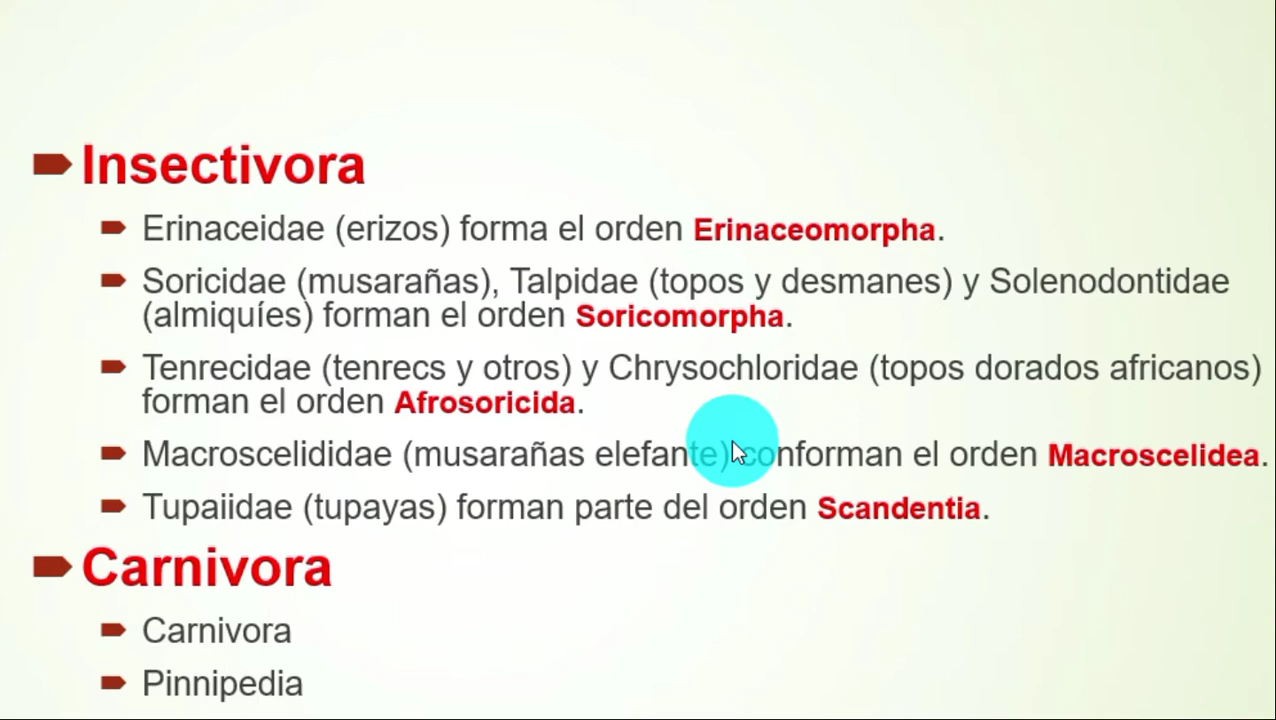 Insectivora
Erinaceidae (erizos) forma el orden Erinaceomorpha.
Soricidae (musarañas), Talpidae (topos y desmanes) y Solenodontidae
(almiquíes) forman el orden Soricomorpha.
Tenrecidae (tenrecs y otros) y Chrysochloridae (topos dorados africanos)
forman el orden Afrosoricida.
Macroscelididae (musarañas elefante) conforman el orden Macroscelidea.
Tupaiidae (tupayas) forman parte del orden Scandentia.
Carnivora
Carnivora
Pinnipedia